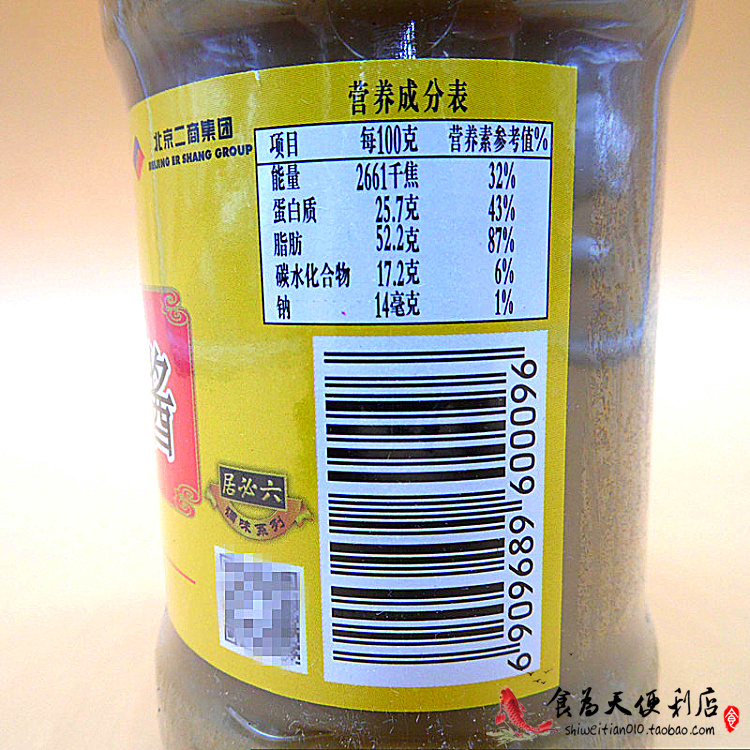 营养成分表
北京二商集团
BEIJING ER SHANG GROUP
项目 每100克 营养素参考值%
能量 2661千焦 32%
蛋白质 25.7克 43%
脂肪 52.2克 87%
碳水化合物 17.2克 6%
钠 14毫克 1%
酱
六必居
6909689600096
食为天便利店
食
shiweitian010.taobao.com